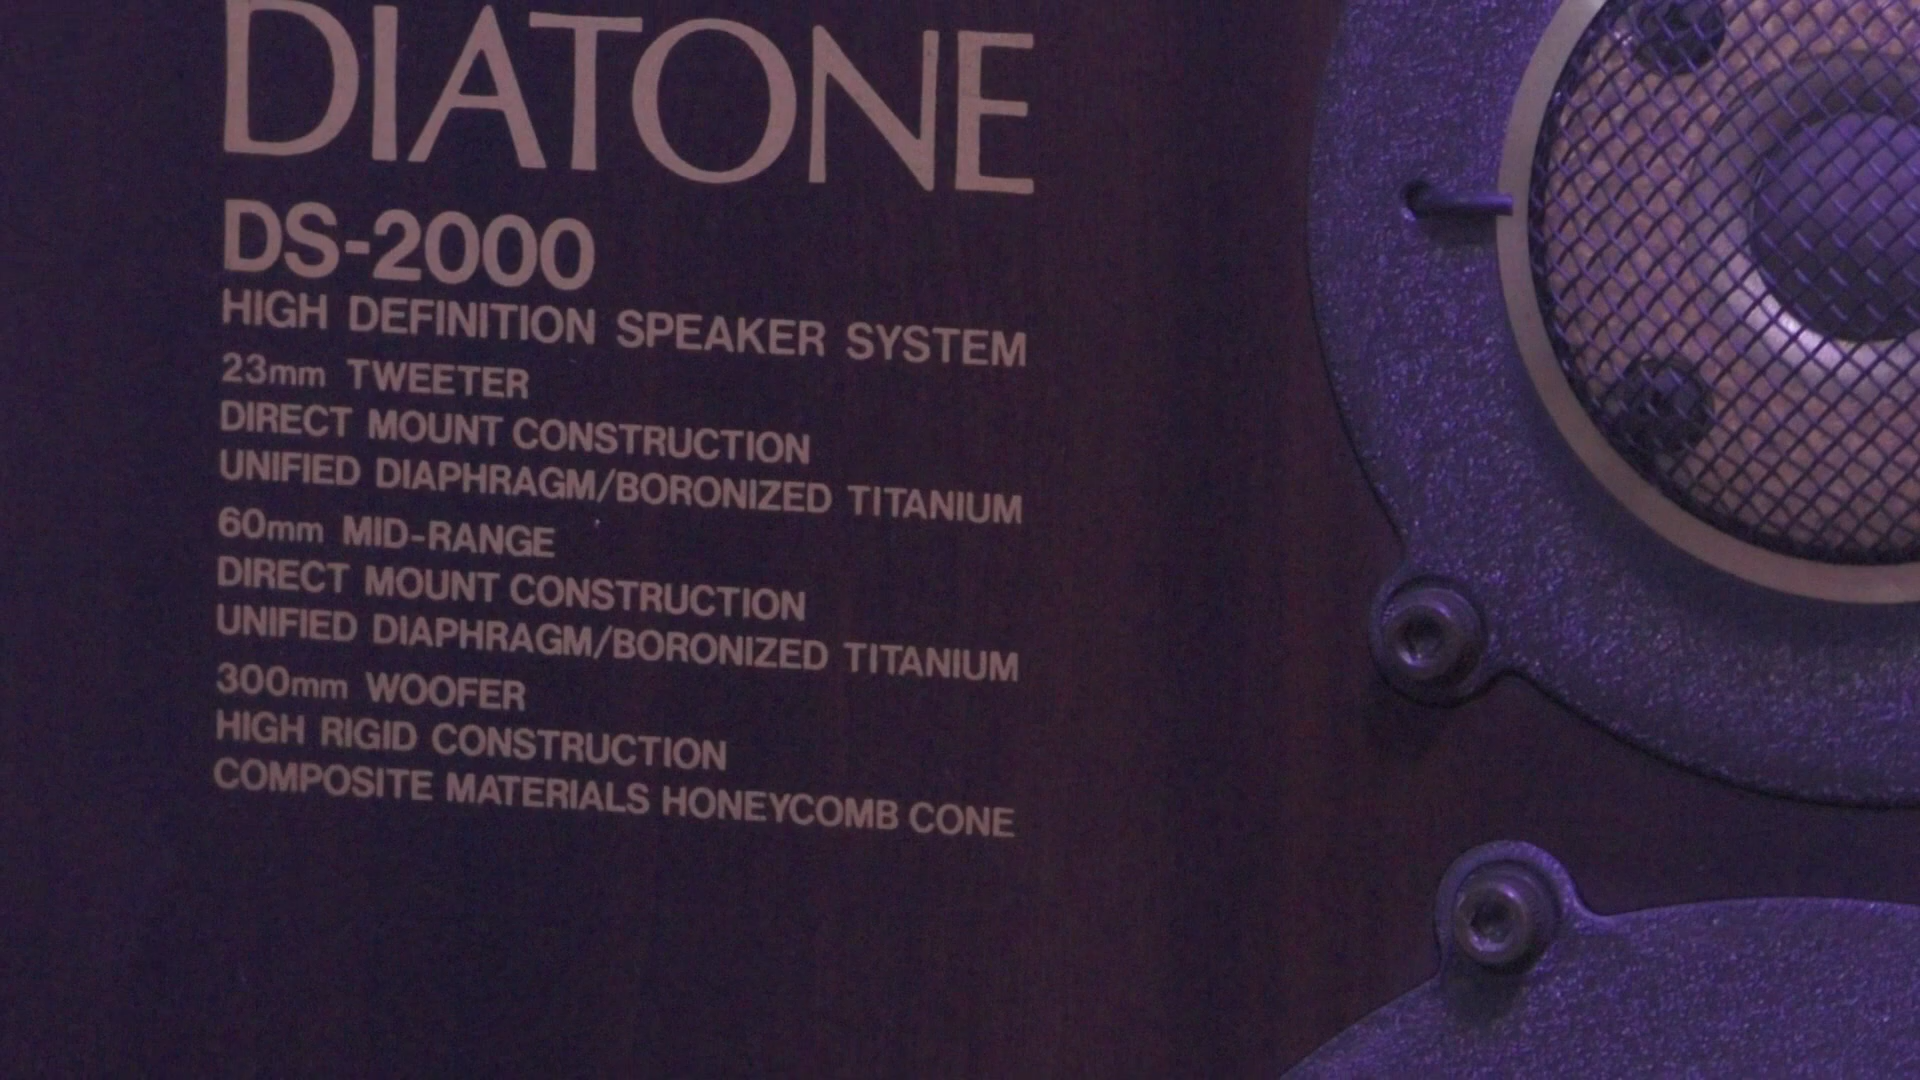 DIATONE
DS-2000
HIGH DEFINITION SPEAKER SYSTEM
23mm TWEETER
DIRECT MOUNT CONSTRUCTION
UNIFIED DIAPHRAGM/BORONIZED TITANIUM
60mm MID-RANGE
DIRECT MOUNT CONSTRUCTION
UNIFIED DIAPHRAGM/BORONIZED TITANIUM
300mm WOOFER
HIGH RIGID CONSTRUCTION
COMPOSITE MATERIALS HONEYCOMB CONE